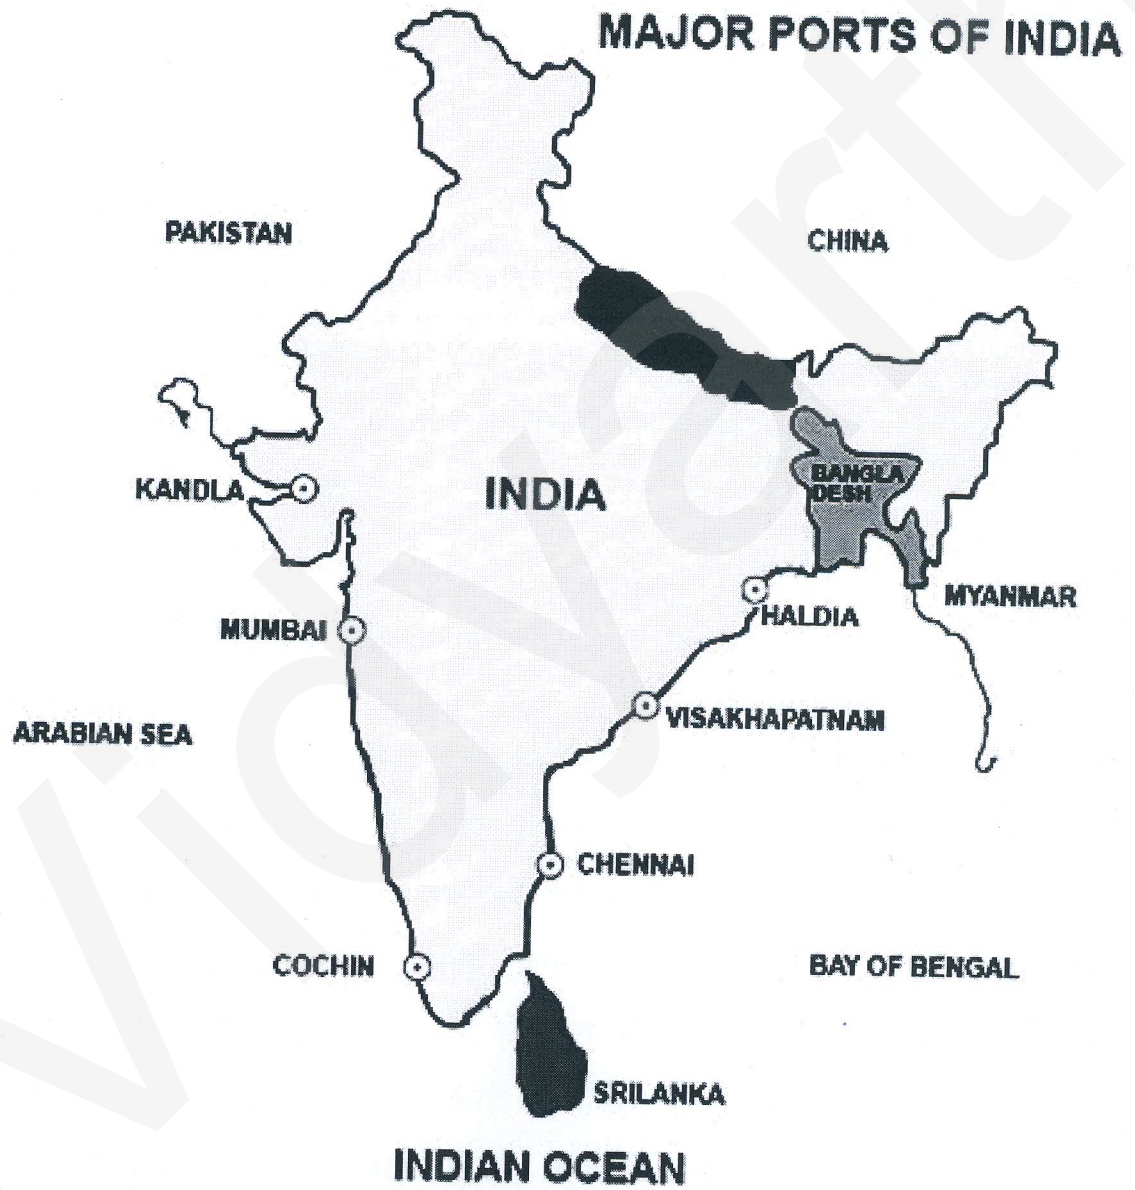 MAJOR PORTS OF INDIA
PAKISTAN
CHINA
KANDLA
INDIA
BANGLA
DESH
MYANMAR
HALDIA
MUMBAI
VISAKHAPATNAM
ARABIAN SEA
CHENNAI
COCHIN
BAY OF BENGAL
SRILANKA
INDIAN OCEAN